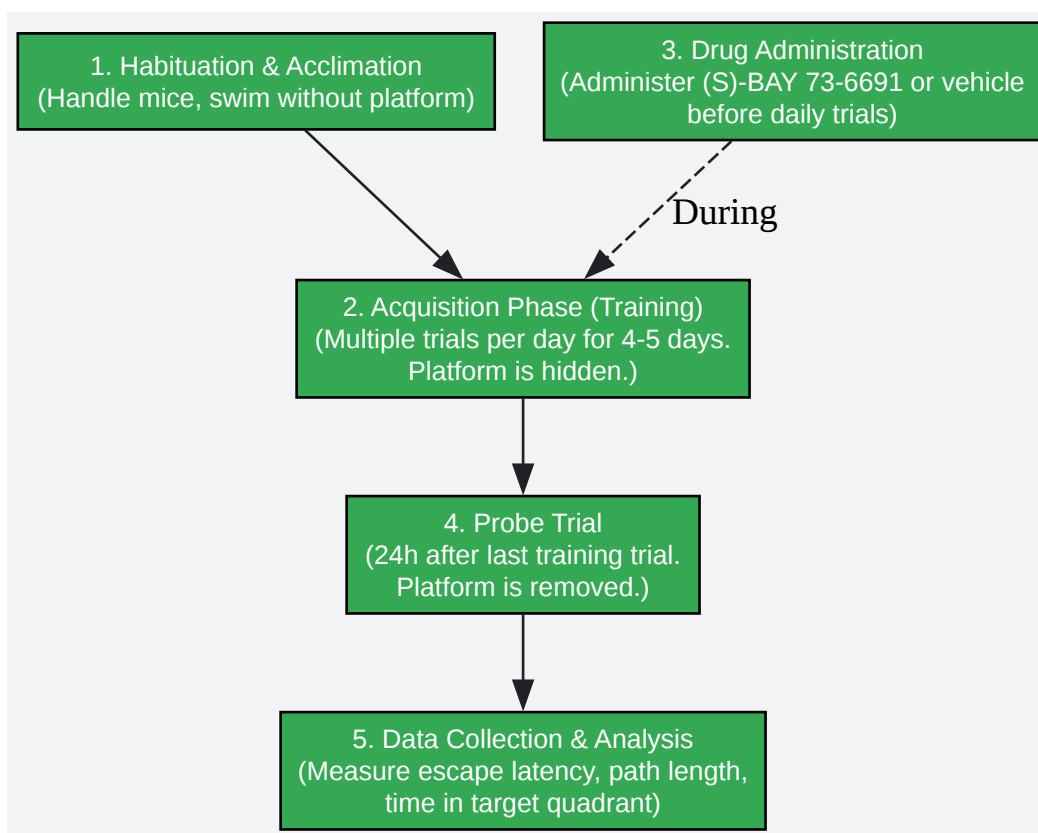 1. Habituation & Acclimation
(Handle mice, swim without platform)
3. Drug Administration
(Administer (S)-BAY 73-6691 or vehicle
before daily trials)
During
2. Acquisition Phase (Training)
(Multiple trials per day for 4-5 days.
Platform is hidden.)
4. Probe Trial
(24h after last training trial.
Platform is removed.)
5. Data Collection & Analysis
(Measure escape latency, path length,
time in target quadrant)